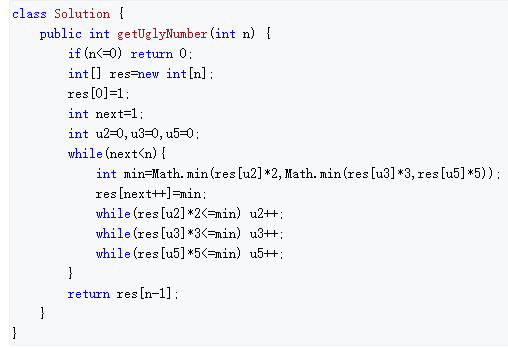 class Solution {
    public int getUglyNumber(int n) {
        if(n<=0) return 0;
        int[] res=new int[n];
        res[0]=1;
        int next=1;
        int u2=0,u3=0,u5=0;
        while(next<n){
            int min=Math.min(res[u2]*2,Math.min(res[u3]*3,res[u5]*5));
            res[next++]=min;
            while(res[u2]*2<=min) u2++;
            while(res[u3]*3<=min) u3++;
            while(res[u5]*5<=min) u5++;
        }
        return res[n-1];
    }
}